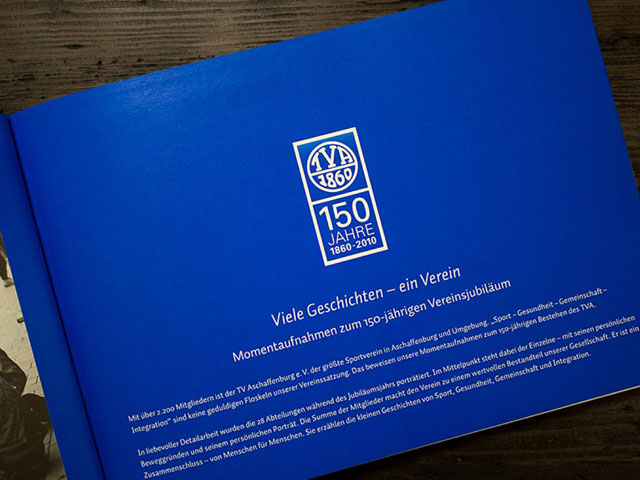 TVA
1860
150
JAHRE
1860-2010
Viele Geschichten – ein Verein
Momentaufnahmen zum 150-jährigen Vereinsjubiläum
Mit über 2.200 Mitgliedern ist der TV Aschaffenburg e.V. der größte Sportverein in Aschaffenburg und Umgebung. „Sport – Gesundheit – Gemeinschaft –
Integration“ sind keine geduldigen Floskeln unserer Vereinssatzung. Das beweisen unsere Momentaufnahmen zum 150-jährigen Bestehen des TVA.
In liebevoller Detailarbeit wurden die 28 Abteilungen während des Jubiläumsjahrs porträtiert. Im Mittelpunkt steht dabei der Einzelne – mit seinen persönlichen
Beweggründen und seinem persönlichen Porträt. Die Summe der Mitglieder macht den Verein zu einem wertvollen Bestandteil unserer Gesellschaft. Er ist ein
Zusammenschluss – von Menschen für Menschen. Sie erzählen die kleinen Geschichten von Sport, Gesundheit, Gemeinschaft und Integration.